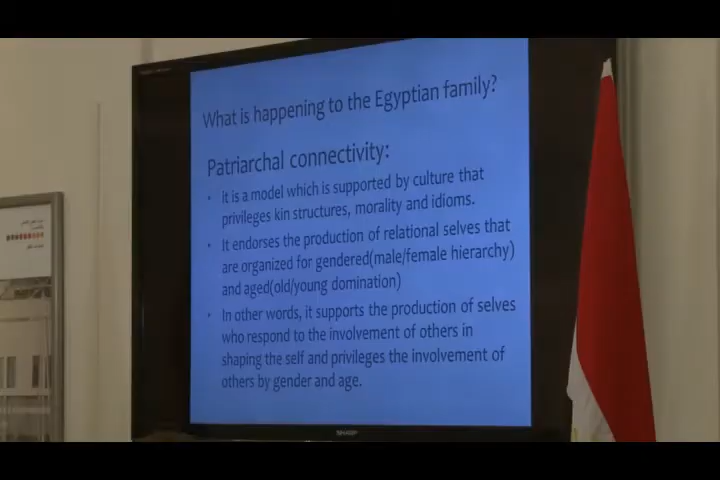 What is happening to the Egyptian family?
Patriarchal connectivity:
• it is a model which is supported by culture that
privileges kin structures, morality and idioms.
• It endorses the production of relational selves that
are organized for gendered(male/female hierarchy)
and aged(old/young domination)
• In other words, it supports the production of selves
who respond to the involvement of others in
shaping the self and privileges the involvement of
others by gender and age.
SHARP